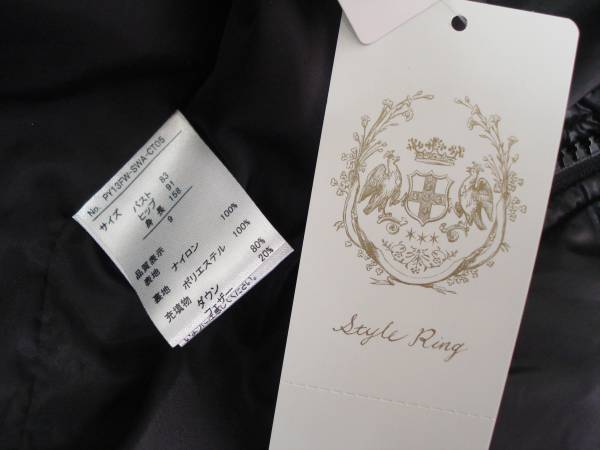 No. PY13FW-SWA-CT05
サイズ バスト 83
ヒップ 91
身長 158
9
品質表示
表地 ナイロン 100%
裏地 ポリエステル 100%
充填物 ダウン 80%
フェザー 20%
Style Ring